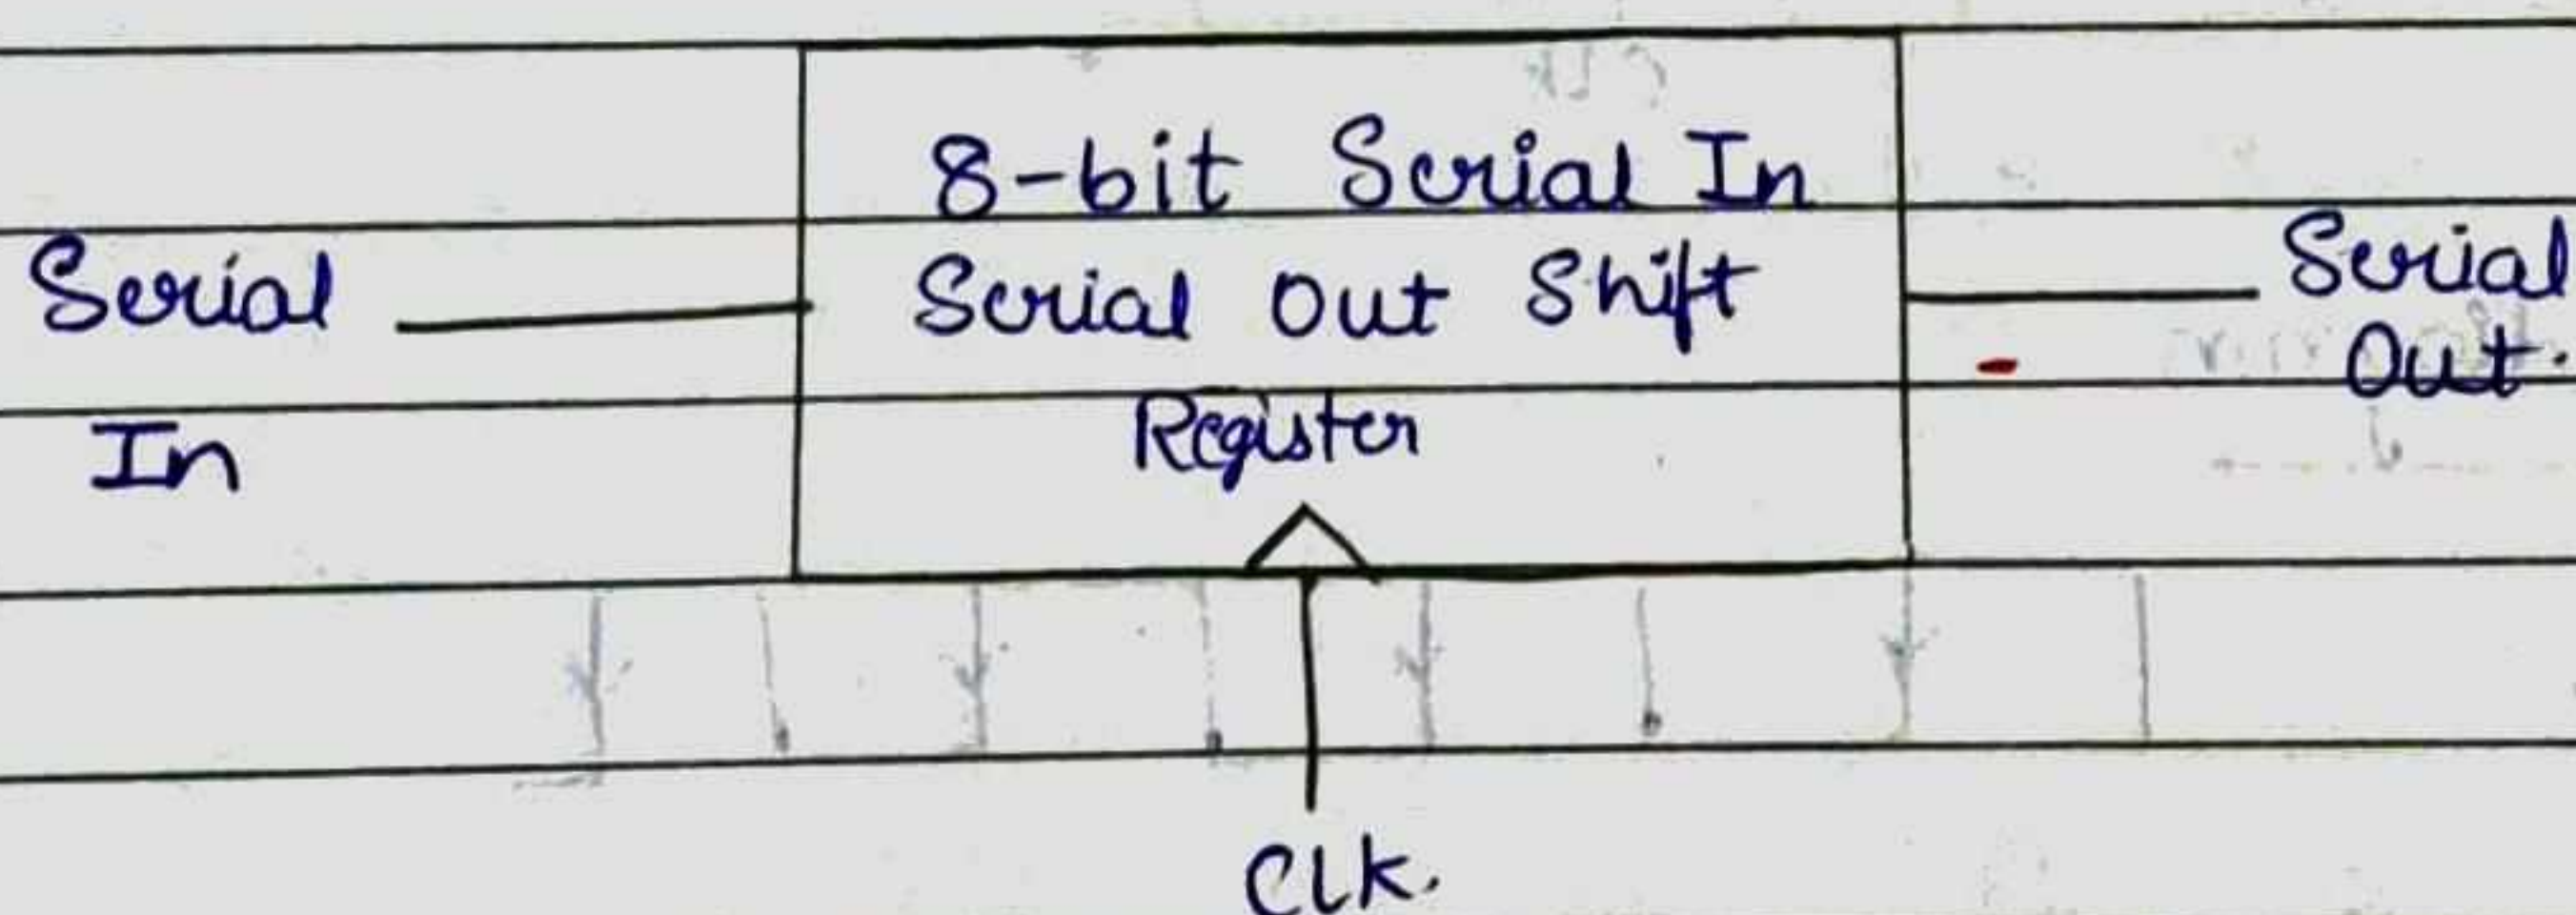 8-bit Serial In
Serial Out Shift
Register
Serial
In
Serial
Out.
Clk.